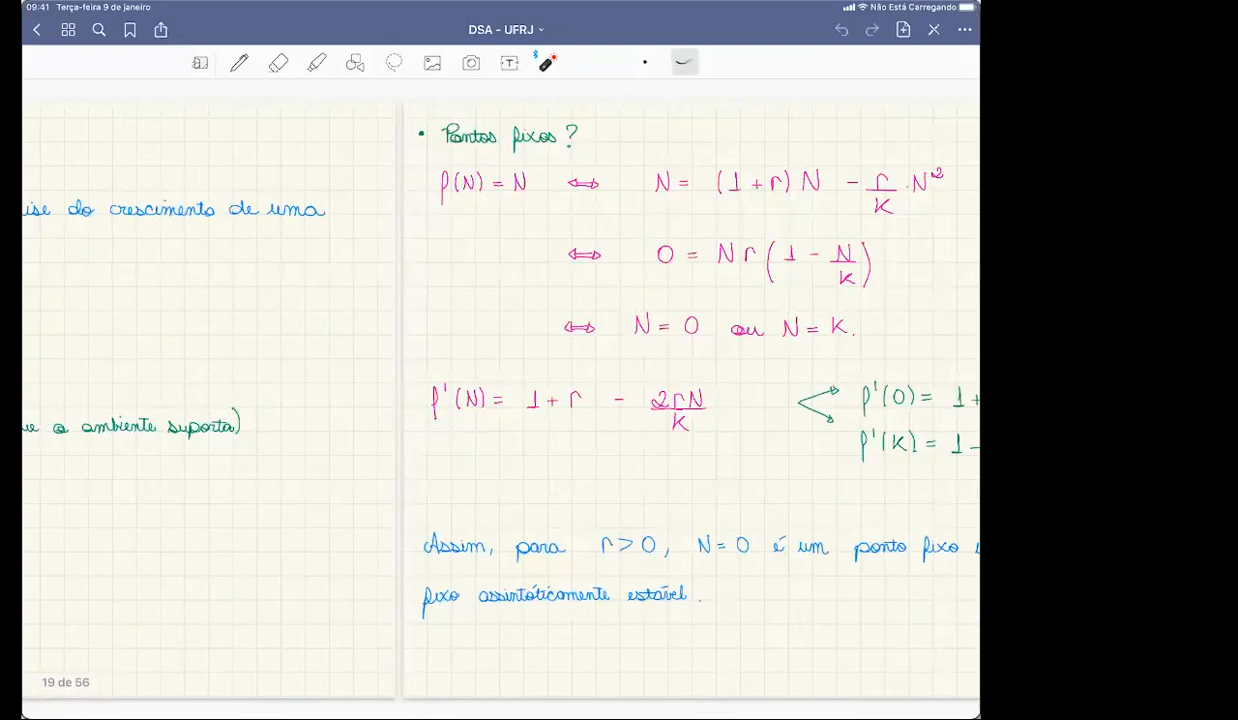 09:41 Terça-feira 9 de janeiro
Não Está Carregando
DSA - UFRJ
ise do crescimento de uma
ue o ambiente suporta)
19 de 56
• Pontos fixos?
f(N) = N ⇔ N = (1 + r) N - r/K · N²
⇔ 0 = N r (1 - N/K)
⇔ N = 0 ou N = K.
f'(N) = 1 + r - 2rN/K
f'(0) = 1 +
f'(K) = 1 -
Assim, para r > 0, N = 0 é um ponto fixo
fixo assintóticamente estável.